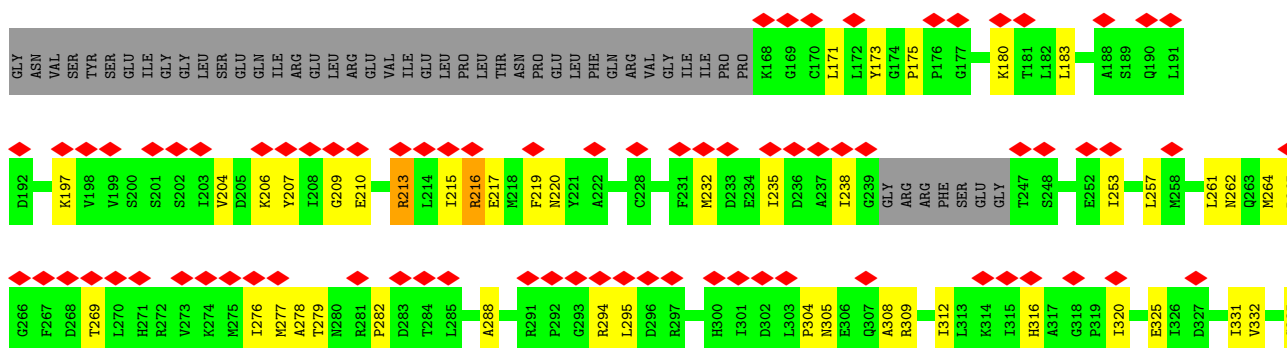 GLY ASN VAL SER TYR SER GLU ILE GLY GLY LEU SER GLU GLN ILE ARG GLU LEU ARG GLU VAL ILE GLU LEU PRO LEU THR ASN PRO GLU LEU PHE GLN ARG VAL GLY ILE ILE PRO PRO K168 G169 C170 L171 L172 Y173 G174 P175 P176 G177 K180 T181 L182 L183 A188 S189 Q190 L191
D192 K197 V198 V199 S200 S201 S202 I203 V204 D205 K206 Y207 I208 G209 E210 R213 L214 I215 R216 E217 M218 F219 N220 Y221 A222 C228 F231 M232 D233 E234 I235 D236 A237 I238 G239 GLY ARG ARG PHE SER GLU GLY T247 S248 E252 I253 L257 M258 L261 N262 Q263 M264
G266 F267 D268 T269 L270 H271 R272 V273 K274 M275 I276 M277 A278 T279 N280 R281 P282 D283 T284 L285 A288 R291 P292 G293 R294 L295 D296 R297 H300 I301 D302 L303 P304 N305 E306 Q307 A308 R309 I312 L313 K314 I315 H316 A317 G318 P319 I320 E325 I326 D327 I331 V332